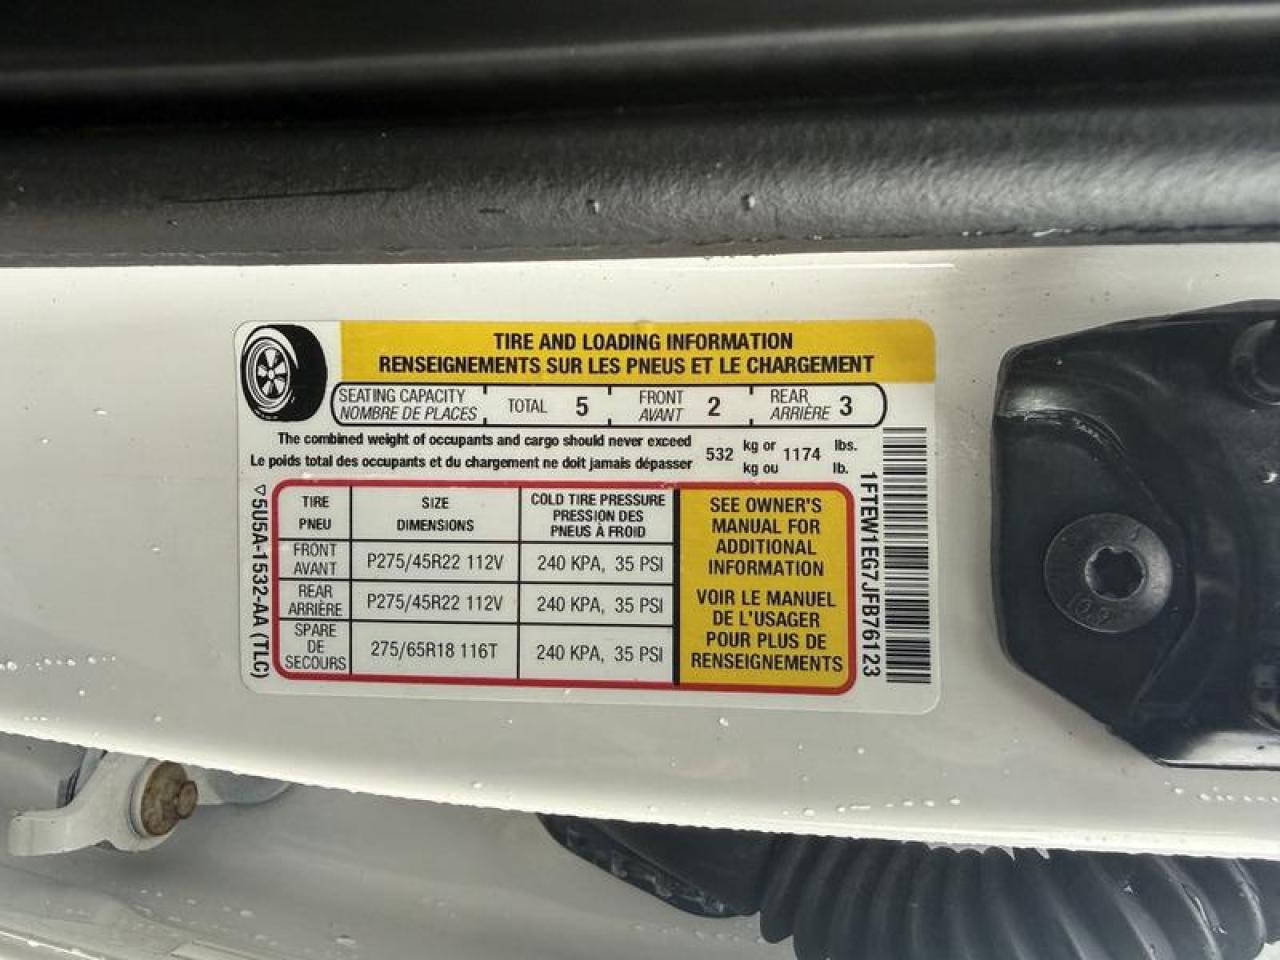 TIRE AND LOADING INFORMATION
RENSEIGNEMENTS SUR LES PNEUS ET LE CHARGEMENT
SEATING CAPACITY
NOMBRE DE PLACES
TOTAL 5
FRONT
AVANT 2
REAR
ARRIÈRE 3
The combined weight of occupants and cargo should never exceed
Le poids total des occupants et du chargement ne doit jamais dépasser
532
kg or
kg ou
1174
lbs.
lb.
TIRE
PNEU
SIZE
DIMENSIONS
COLD TIRE PRESSURE
PRESSION DES
PNEUS À FROID
FRONT
AVANT
P275/45R22 112V
240 KPA, 35 PSI
REAR
ARRIÈRE
P275/45R22 112V
240 KPA, 35 PSI
SPARE
DE
SECOURS
275/65R18 116T
240 KPA, 35 PSI
SEE OWNER'S
MANUAL FOR
ADDITIONAL
INFORMATION
VOIR LE MANUEL
DE L'USAGER
POUR PLUS DE
RENSEIGNEMENTS
5U5A-1532-AA (TLC)
1FTEW1EG7JFB76123